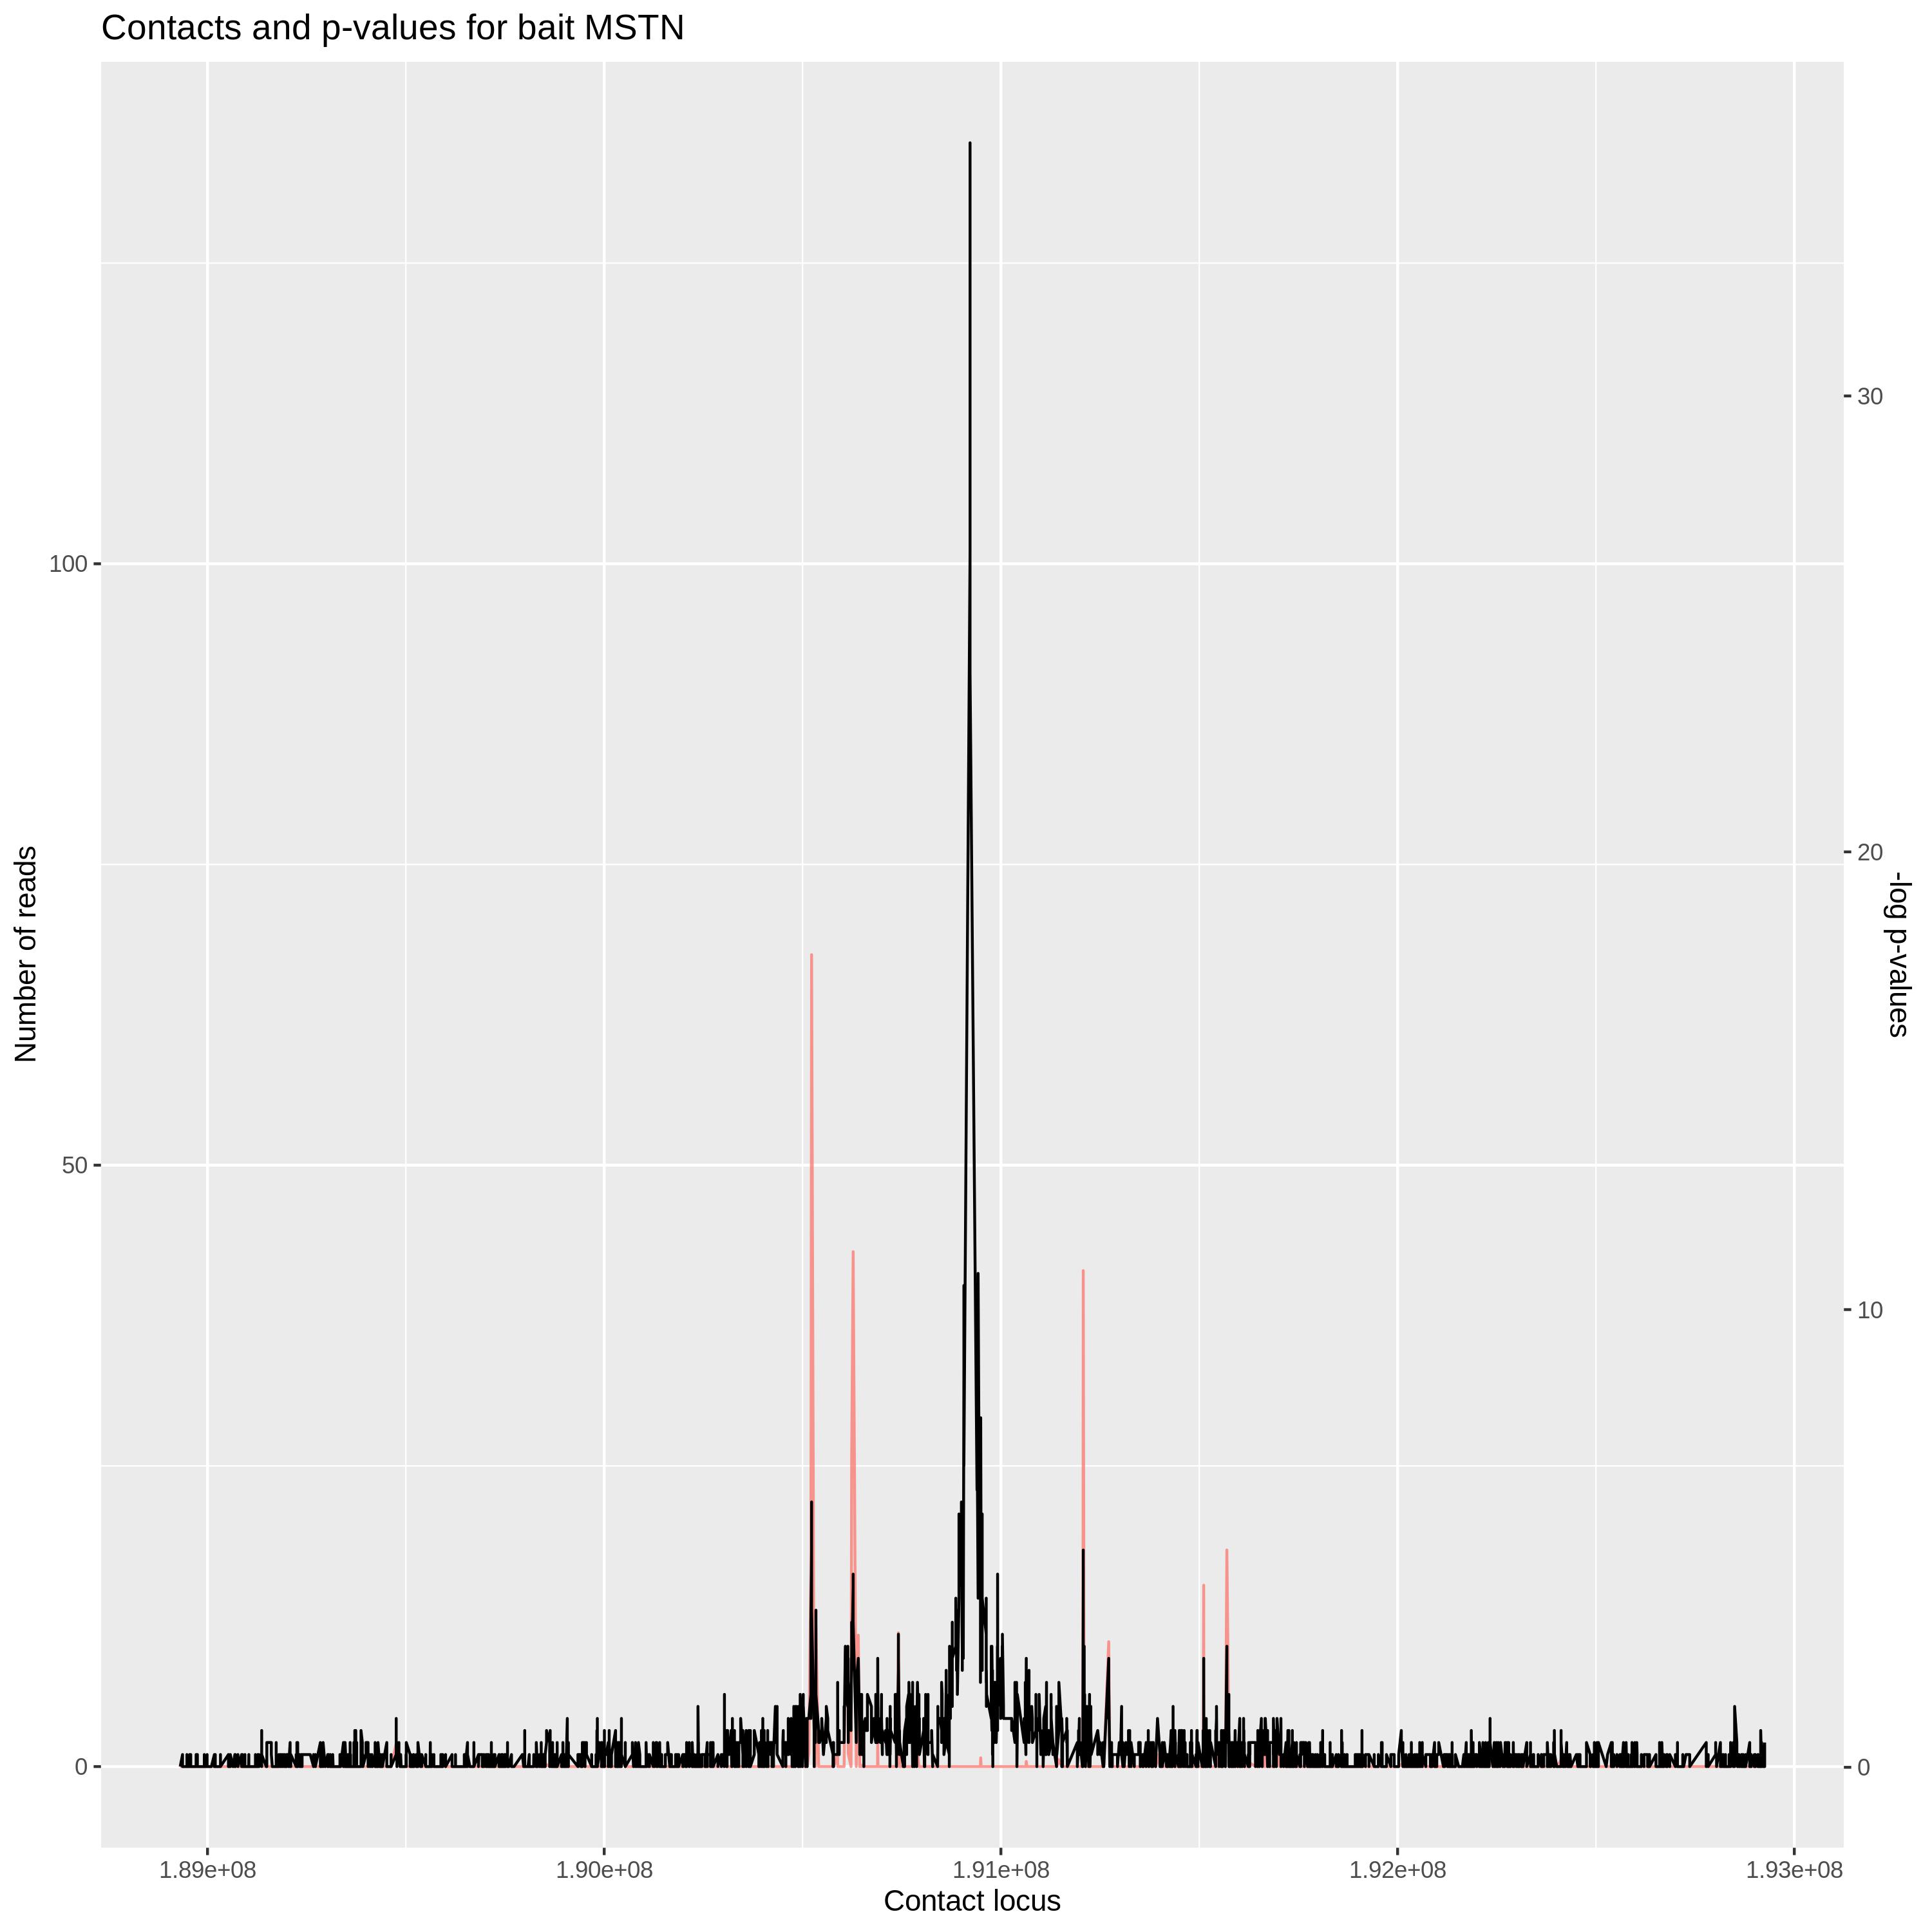 Contacts and p-values for bait MSTN
Number of reads
100
50
0
30
20
10
0
-log p-values
1.89e+08 1.90e+08 1.91e+08 1.92e+08 1.93e+08
Contact locus